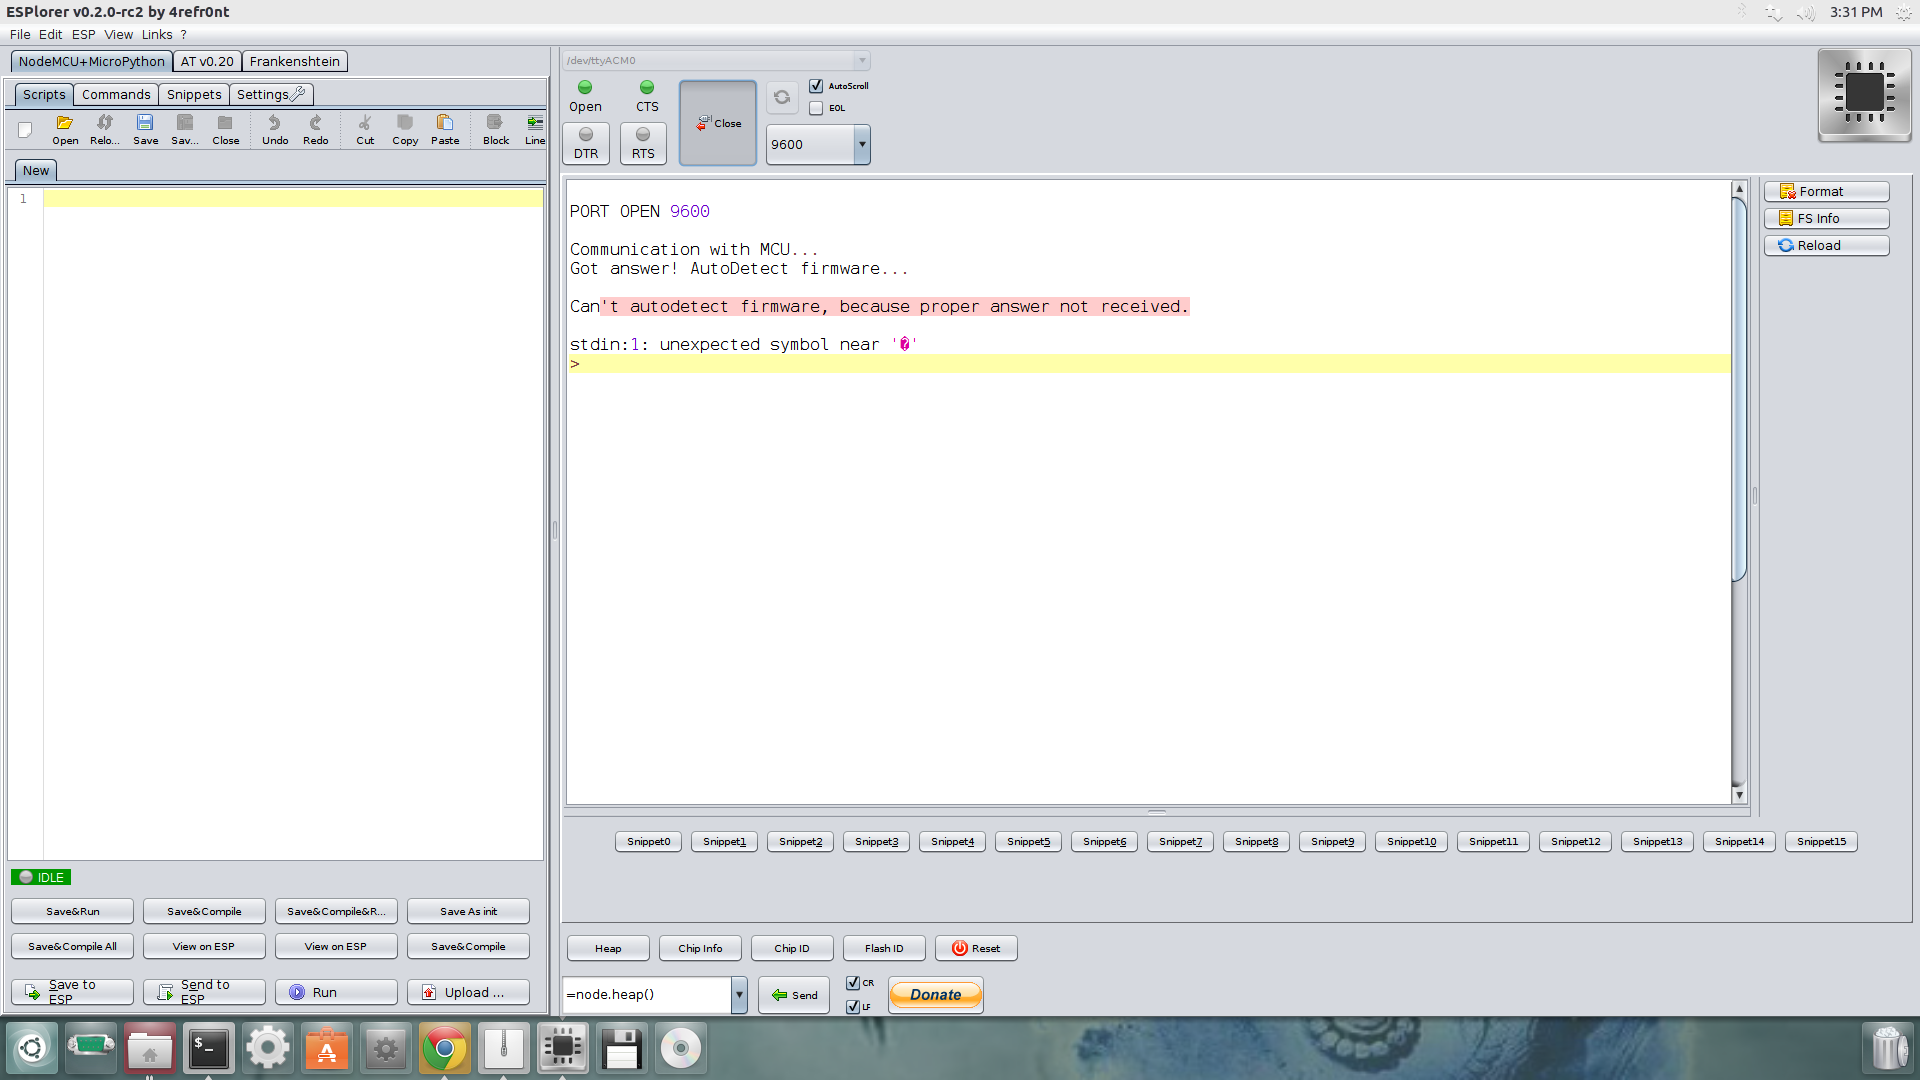 ESPlorer v0.2.0-rc2 by 4refr0nt
3:31 PM
File Edit ESP View Links ?
NodeMCU+MicroPython AT v0.20 Frankenshtein
/dev/ttyACM0
Scripts Commands Snippets Settings
Open CTS
AutoScroll
EOL
Close
9600
DTR RTS
Open Relo... Save Sav... Close Undo Redo Cut Copy Paste Block Line
New
1
PORT OPEN 9600
Communication with MCU...
Got answer! AutoDetect firmware...
Can't autodetect firmware, because proper answer not received.
stdin:1: unexpected symbol near '�'
>
Format
FS Info
Reload
Snippet0 Snippet1 Snippet2 Snippet3 Snippet4 Snippet5 Snippet6 Snippet7 Snippet8 Snippet9 Snippet10 Snippet11 Snippet12 Snippet13 Snippet14 Snippet15
IDLE
Save&Run Save&Compile Save&Compile&R... Save As init
Save&Compile All View on ESP View on ESP Save&Compile
Save to ESP Send to ESP Run Upload ...
Heap Chip Info Chip ID Flash ID Reset
=node.heap() Send
CR
LF
Donate
$_